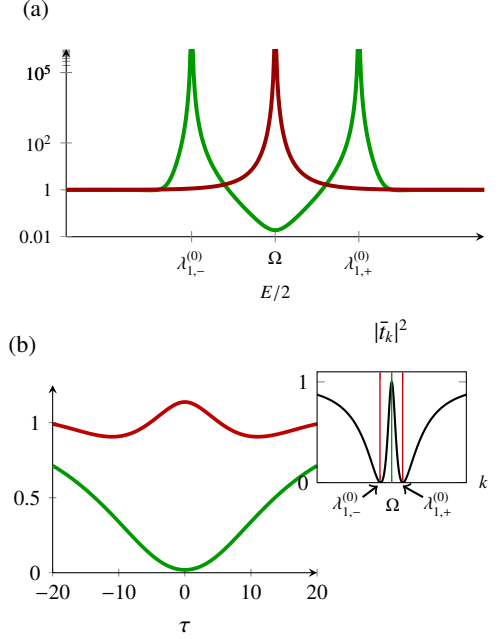 (a)
10^5
10^2
1
0.01
λ_{1,-}^{(0)} Ω λ_{1,+}^{(0)}
E/2
|t̄_k|^2
(b)
1
0.5
0
−20 −10 0 10 20
τ
1
0
k
λ_{1,-}^{(0)} Ω λ_{1,+}^{(0)}